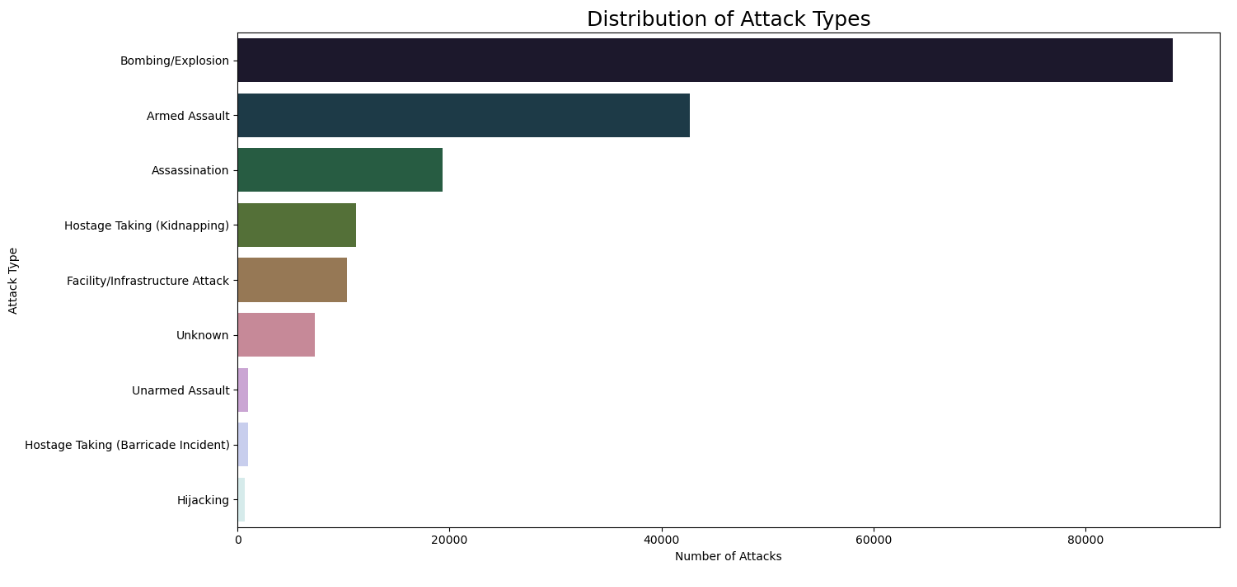 Distribution of Attack Types
Attack Type
Bombing/Explosion
Armed Assault
Assassination
Hostage Taking (Kidnapping)
Facility/Infrastructure Attack
Unknown
Unarmed Assault
Hostage Taking (Barricade Incident)
Hijacking
0 20000 40000 60000 80000
Number of Attacks